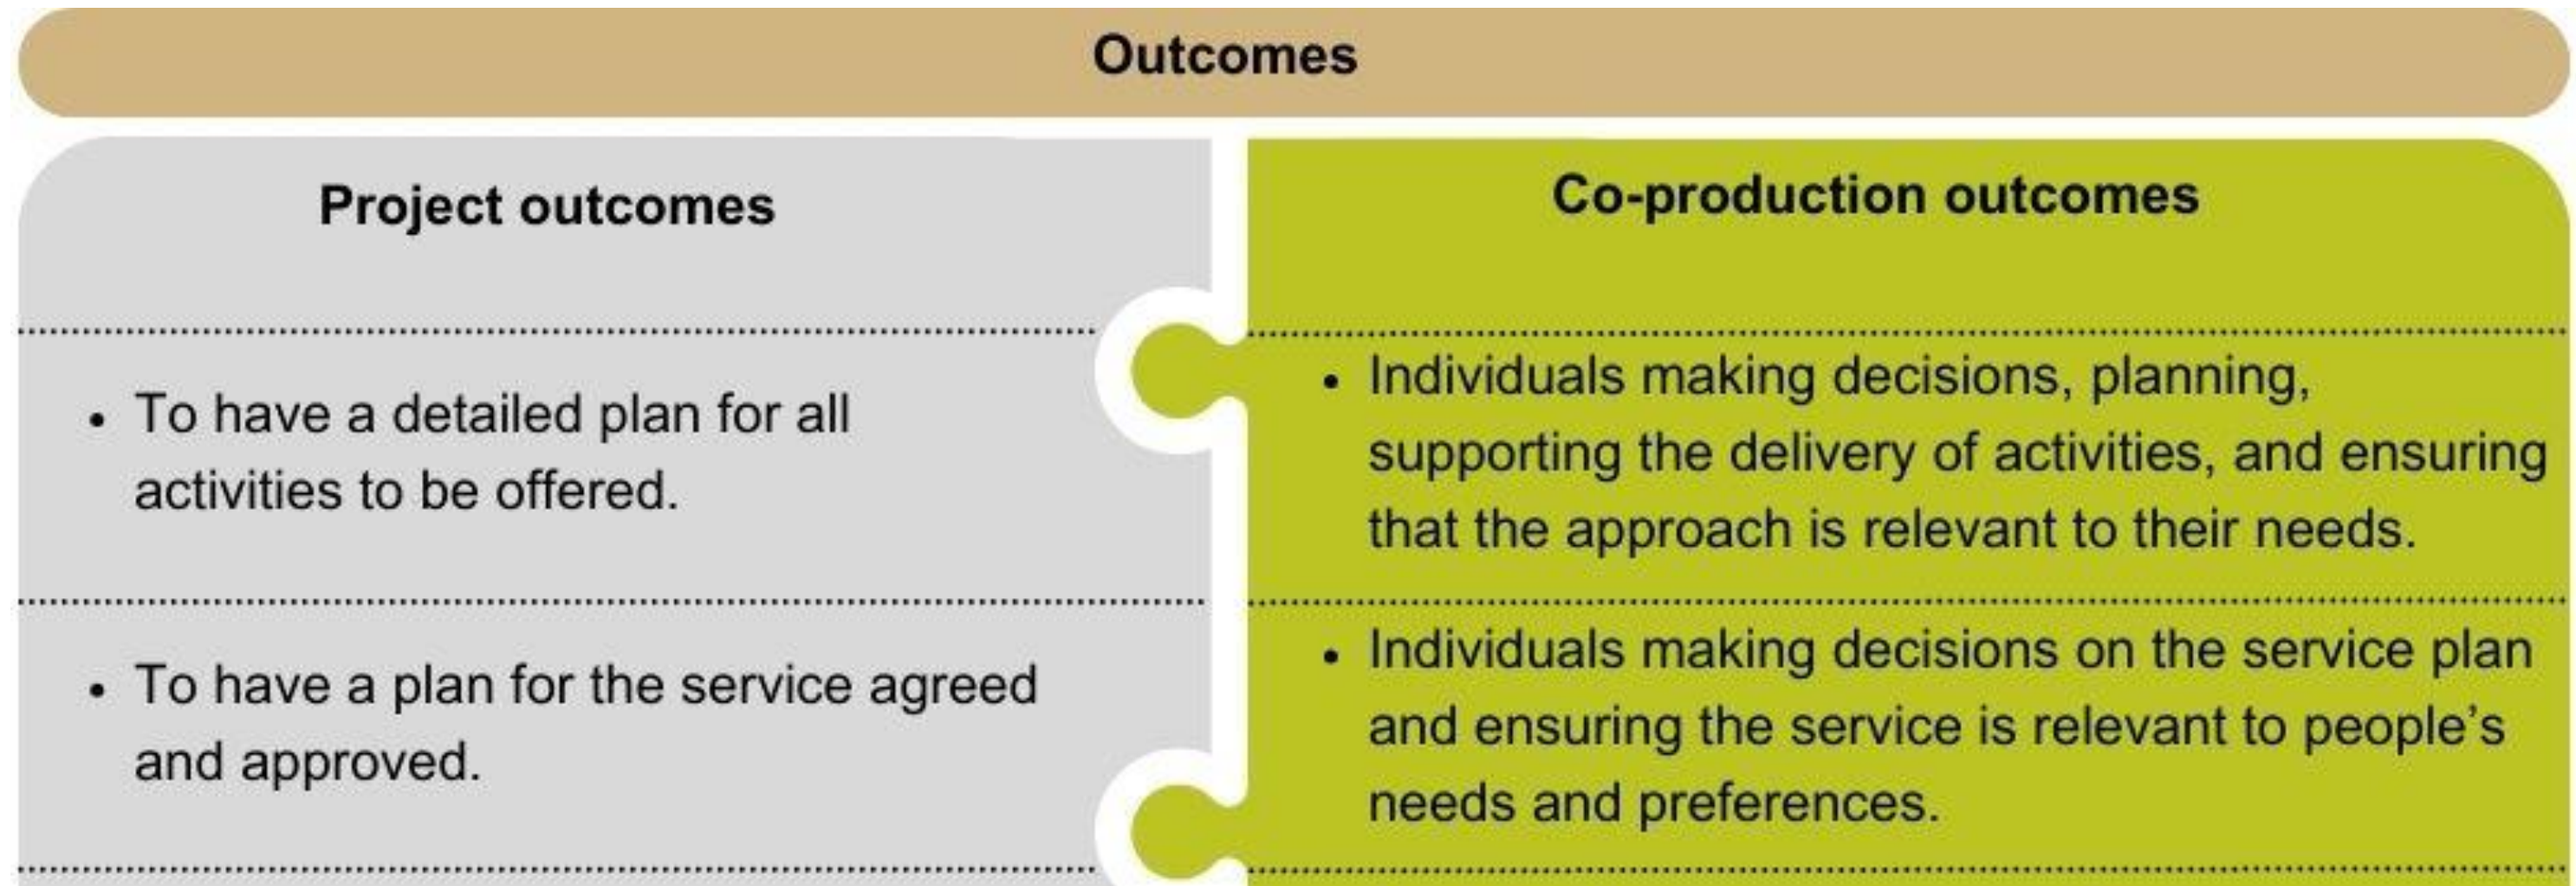 Outcomes
Project outcomes
Co-production outcomes
• To have a detailed plan for all
activities to be offered.
• Individuals making decisions, planning,
supporting the delivery of activities, and ensuring
that the approach is relevant to their needs.
• To have a plan for the service agreed
and approved.
• Individuals making decisions on the service plan
and ensuring the service is relevant to people’s
needs and preferences.